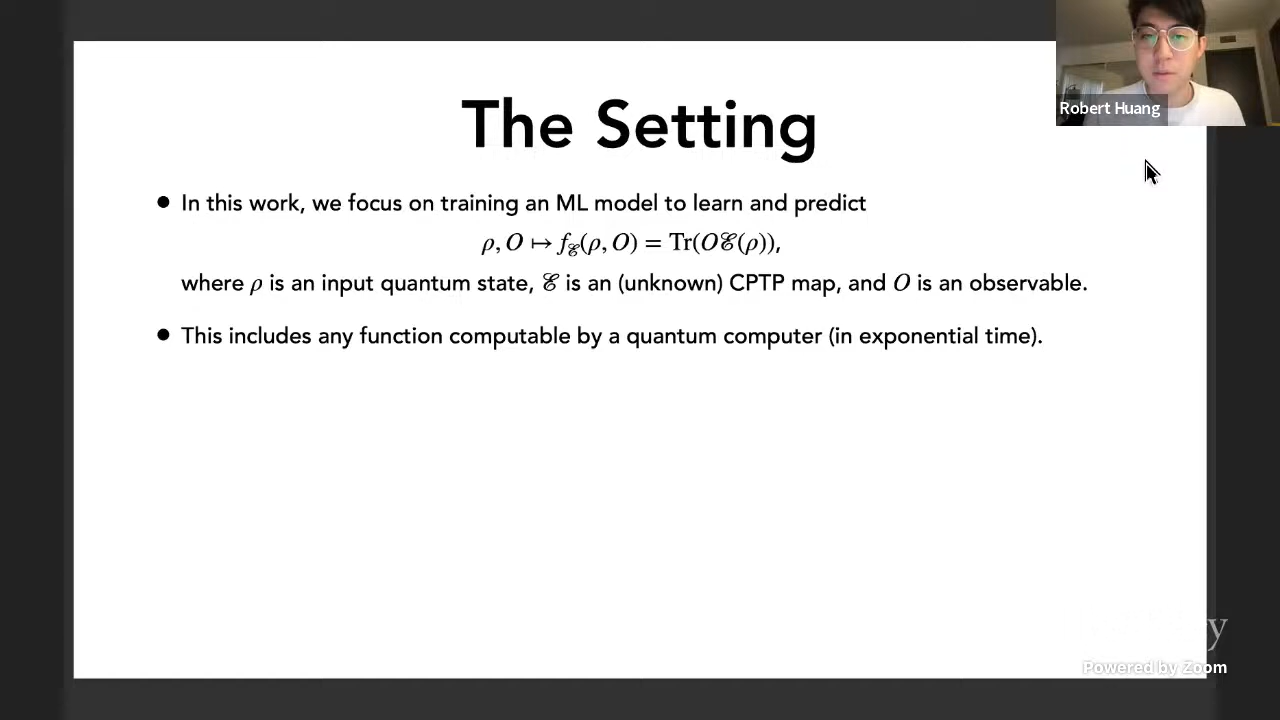 The Setting
Robert Huang
● In this work, we focus on training an ML model to learn and predict
ρ, O ↦ f_ℰ(ρ, O) = Tr(Oℰ(ρ)),
where ρ is an input quantum state, ℰ is an (unknown) CPTP map, and O is an observable.
● This includes any function computable by a quantum computer (in exponential time).
Powered by Zoom